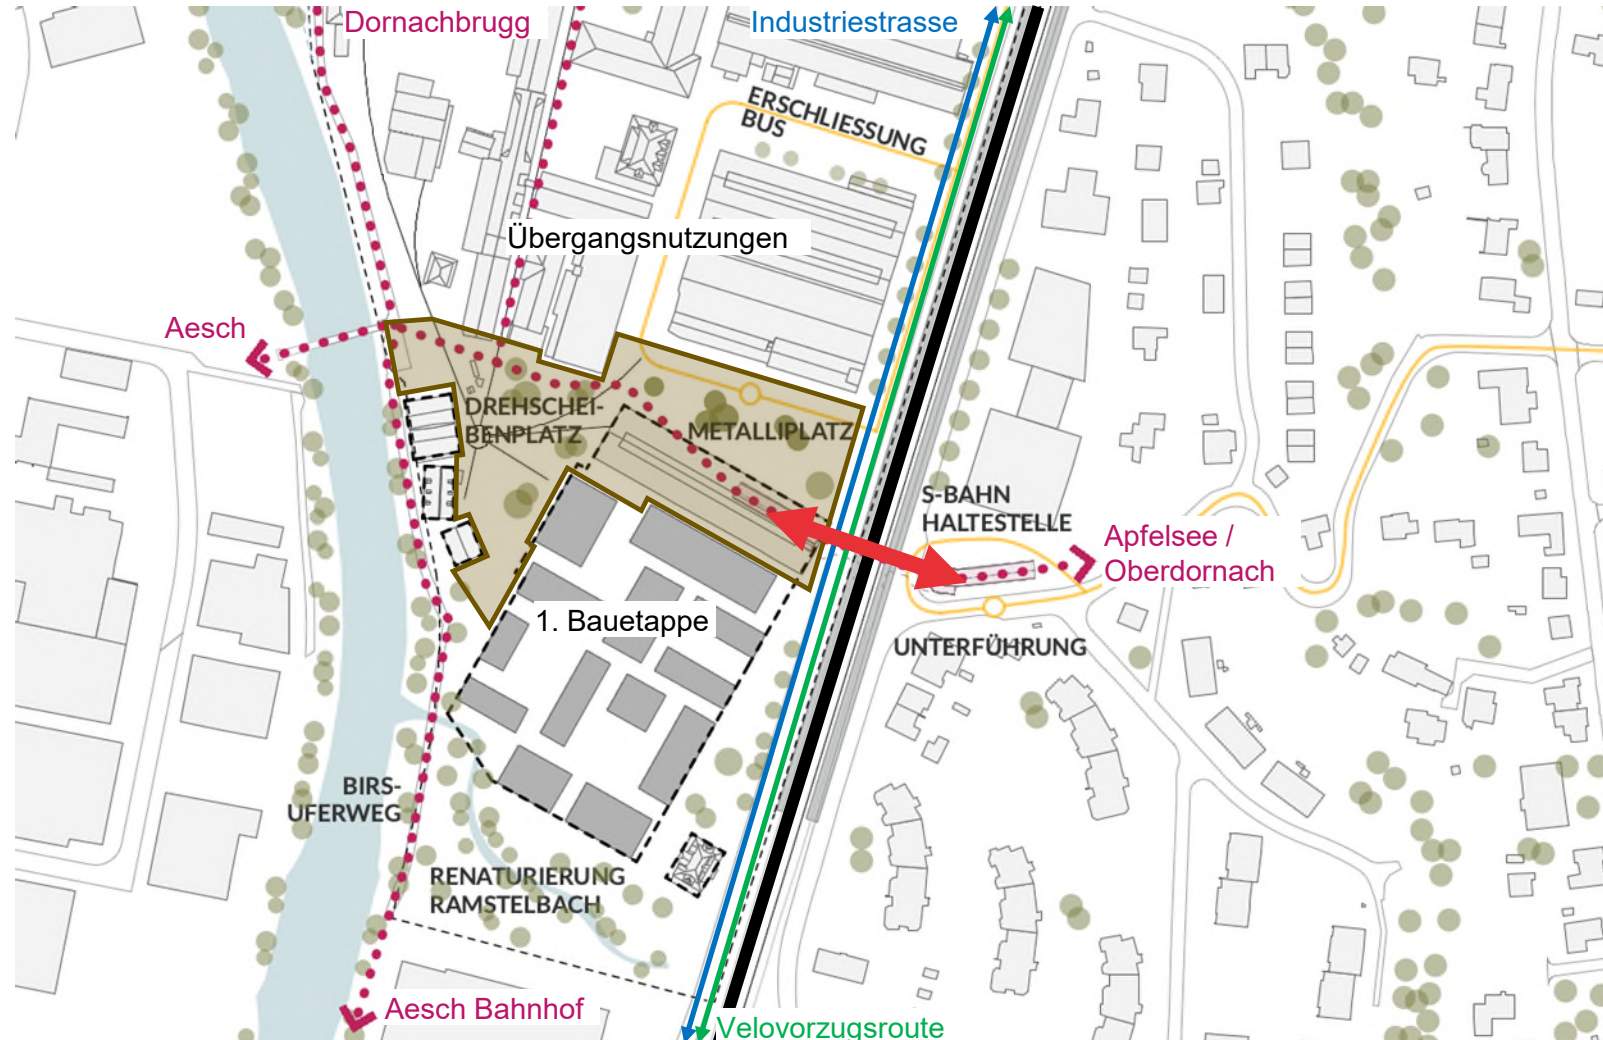 Dornachbrugg
Industriestrasse
ERSCHLIESSUNG
BUS
Übergangsnutzungen
Aesch
DREHSCHEI-
BENPLATZ
METALLIPLATZ
S-BAHN
HALTESTELLE
Apfelsee /
Oberdornach
1. Bauetappe
UNTERFÜHRUNG
BIRS-
UFERWEG
RENATURIERUNG
RAMSTELBACH
Aesch Bahnhof
Velovorzugsroute